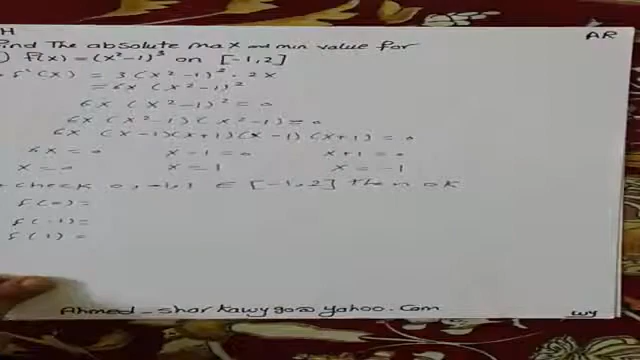 H
AR
Find The absolute max and min value for
) f(x) = (x²-1)³ on [-1,2]
f'(x) = 3(x²-1)² . 2x
= 6x (x²-1)²
6x (x²-1)² = 0
6x (x²-1)(x²-1) = 0
6x (x-1)(x+1)(x-1)(x+1) = 0
6x = 0 x-1 = 0 x+1 = 0
x = 0 x = 1 x = -1
check 0,-1,1 ∈ [-1,2] then ok
f(0) =
f(-1) =
f(1) =
Ahmed_sharkawy90@yahoo.com